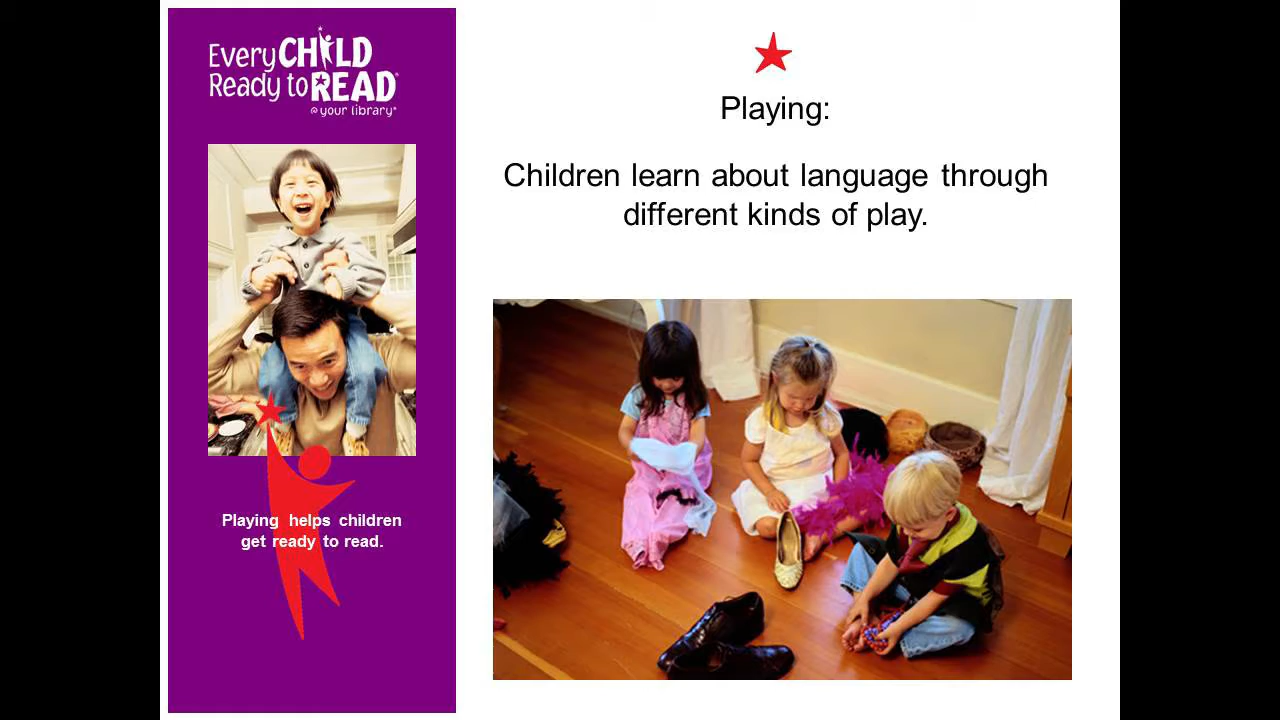 Every CHILD
Ready to READ®
@ your library®
Playing helps children
get ready to read.
Playing:
Children learn about language through
different kinds of play.